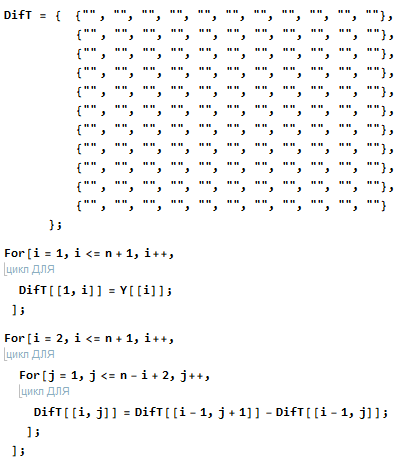 DifT = { {"" , "", "", "", "", "", "", "", "", "", ""},
{"" , "", "", "", "", "", "", "", "", "", ""},
{"" , "", "", "", "", "", "", "", "", "", ""},
{"" , "", "", "", "", "", "", "", "", "", ""},
{"" , "", "", "", "", "", "", "", "", "", ""},
{"" , "", "", "", "", "", "", "", "", "", ""},
{"" , "", "", "", "", "", "", "", "", "", ""},
{"" , "", "", "", "", "", "", "", "", "", ""},
{"" , "", "", "", "", "", "", "", "", "", ""},
{"" , "", "", "", "", "", "", "", "", "", ""},
{"" , "", "", "", "", "", "", "", "", "", ""}
};
For[i = 1, i <= n + 1, i++,
цикл ДЛЯ
DifT[[1, i]] = Y[[i]];
];
For[i = 2, i <= n + 1, i++,
цикл ДЛЯ
For[j = 1, j <= n - i + 2, j++,
цикл ДЛЯ
DifT[[i, j]] = DifT[[i - 1, j + 1]] - DifT[[i - 1, j]];
];
];